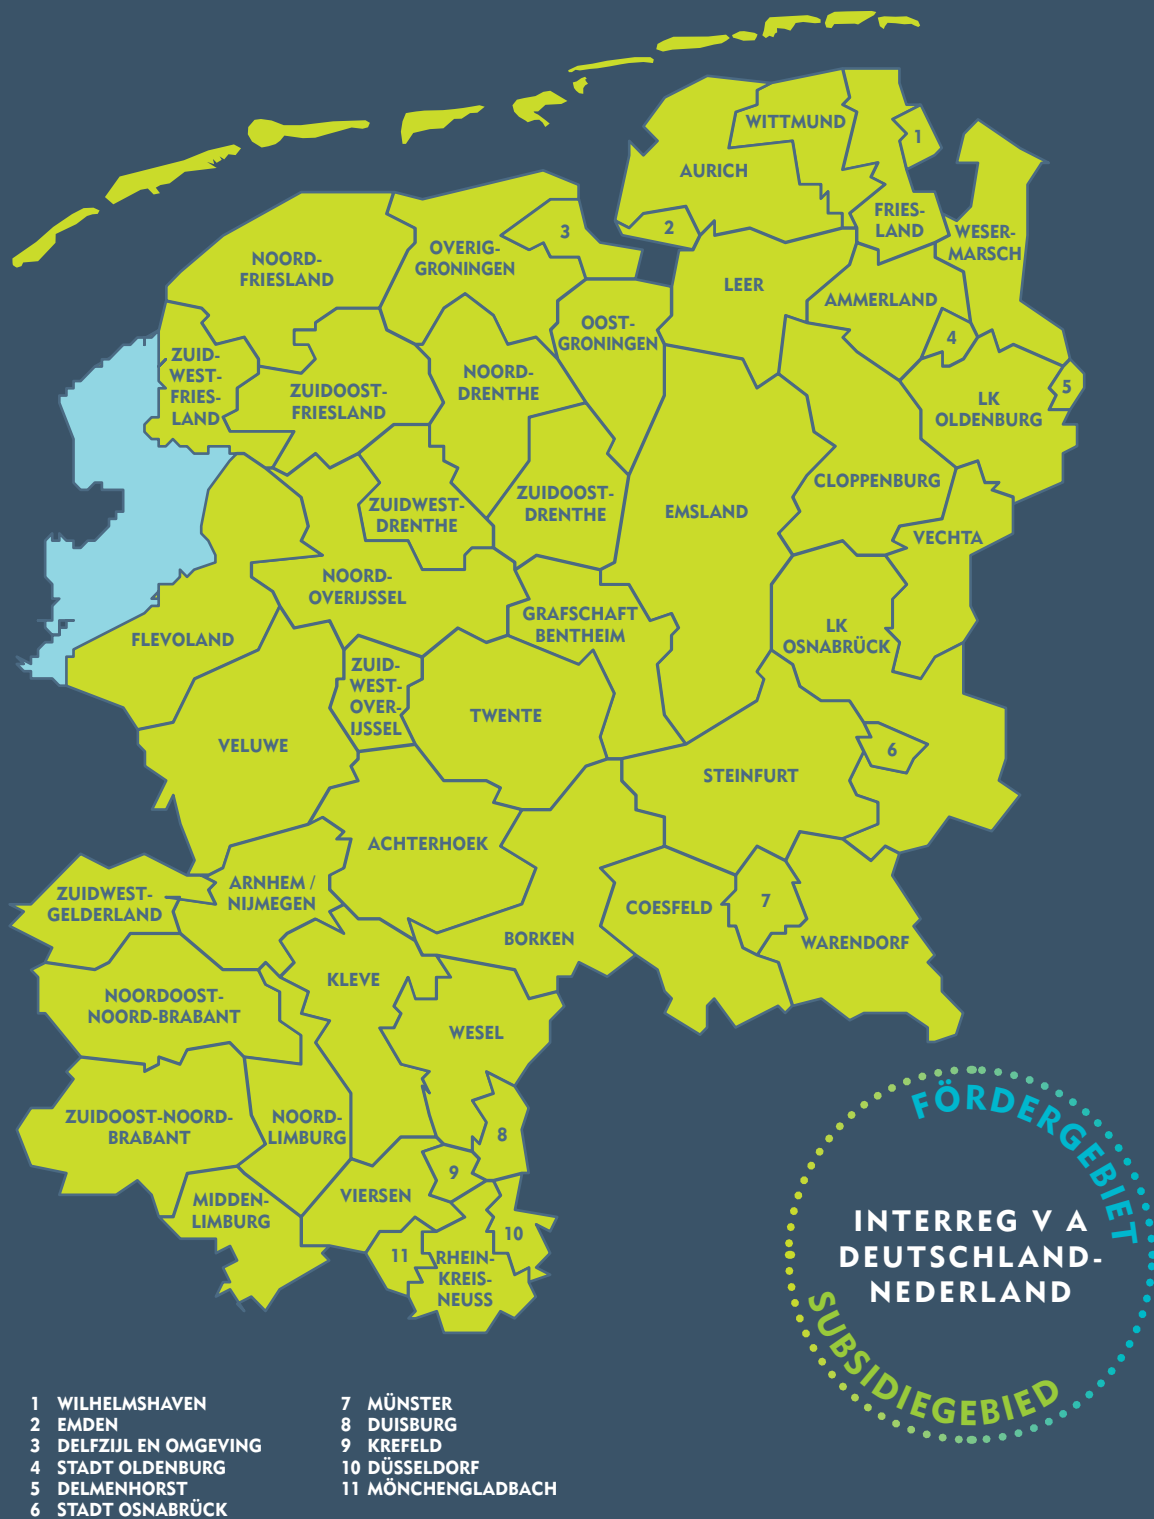 WITTMUND
1
AURICH
FRIES-
LAND
2
3
WESER-
MARSCH
OVERIG-
GRONINGEN
NOORD-
FRIESLAND
LEER
AMMERLAND
OOST-
GRONINGEN
4
ZUID-
WEST-
FRIES-
LAND
NOORD-
DRENTHE
ZUIDOOST-
FRIESLAND
5
LK
OLDENBURG
CLOPPENBURG
ZUIDWEST-
DRENTHE
ZUIDOOST-
DRENTHE
EMSLAND
VECHTA
NOORD-
OVERIJSSEL
GRAFSCHAFT
BENTHEIM
FLEVOLAND
LK
OSNABRÜCK
ZUID-
WEST-
OVER-
IJSSEL
TWENTE
VELUWE
6
STEINFURT
ACHTERHOEK
ARNHEM /
NIJMEGEN
ZUIDWEST-
GELDERLAND
COESFELD
7
BORKEN
WARENDORF
KLEVE
NOORDOOST-
NOORD-BRABANT
WESEL
ZUIDOOST-NOORD-
BRABANT
NOORD-
LIMBURG
8
9
VIERSEN
MIDDEN-
LIMBURG
10
11
RHEIN-
KREIS-
NEUSS
FÖRDERGEBIET
INTERREG V A
DEUTSCHLAND-
NEDERLAND
SUBSIDIEGEBIED
1 WILHELMSHAVEN
2 EMDEN
3 DELFZIJL EN OMGEVING
4 STADT OLDENBURG
5 DELMENHORST
6 STADT OSNABRÜCK
7 MÜNSTER
8 DUISBURG
9 KREFELD
10 DÜSSELDORF
11 MÖNCHENGLADBACH